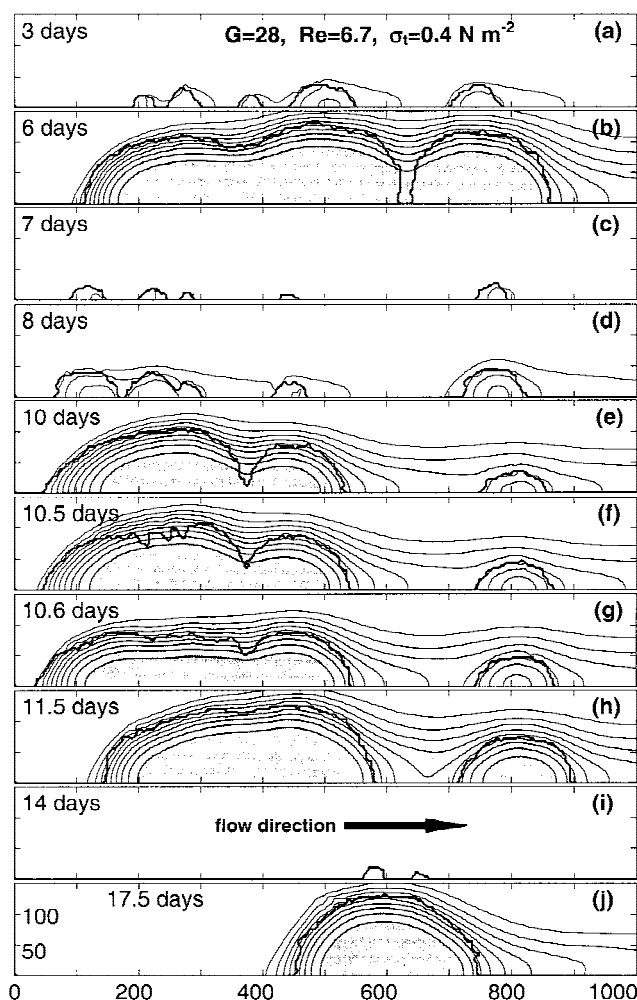 3 days G=28, Re=6.7, σt=0.4 N m⁻² (a)
6 days (b)
7 days (c)
8 days (d)
10 days (e)
10.5 days (f)
10.6 days (g)
11.5 days (h)
14 days (i)
flow direction
17.5 days (j)
100
50
0 200 400 600 800 1000